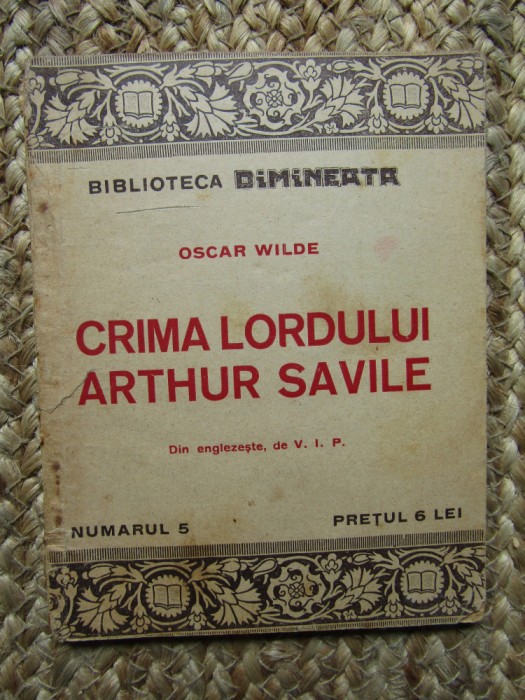 BIBLIOTECA DIMINEAȚA
OSCAR WILDE
CRIMA LORDULUI
ARTHUR SAVILE
Din englezește, de V. I. P.
NUMARUL 5
PREȚUL 6 LEI